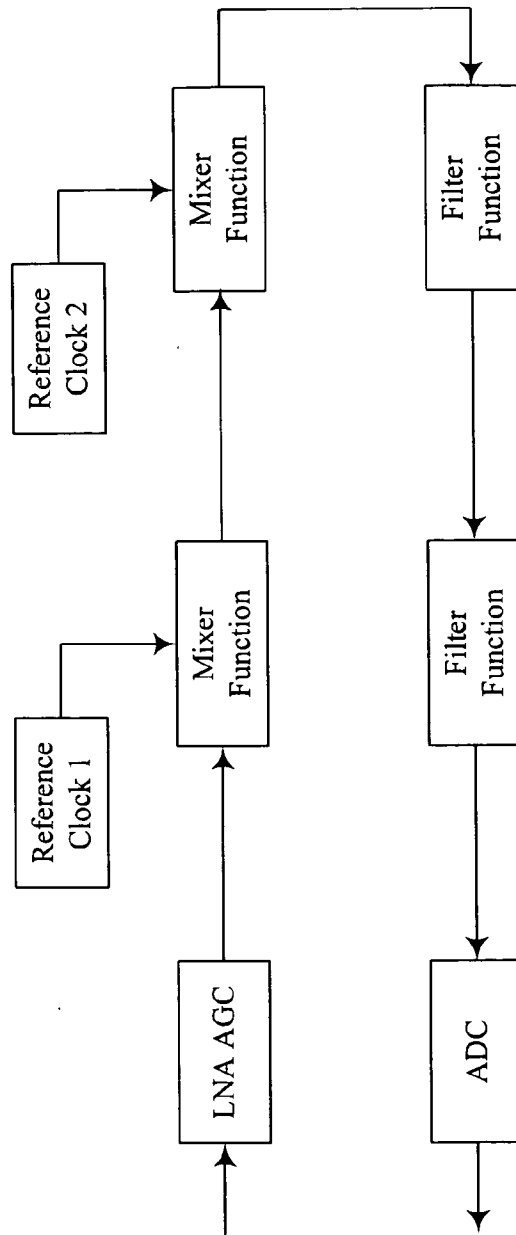 Reference
Clock 1
Reference
Clock 2
LNA AGC
Mixer
Function
Mixer
Function
ADC
Filter
Function
Filter
Function